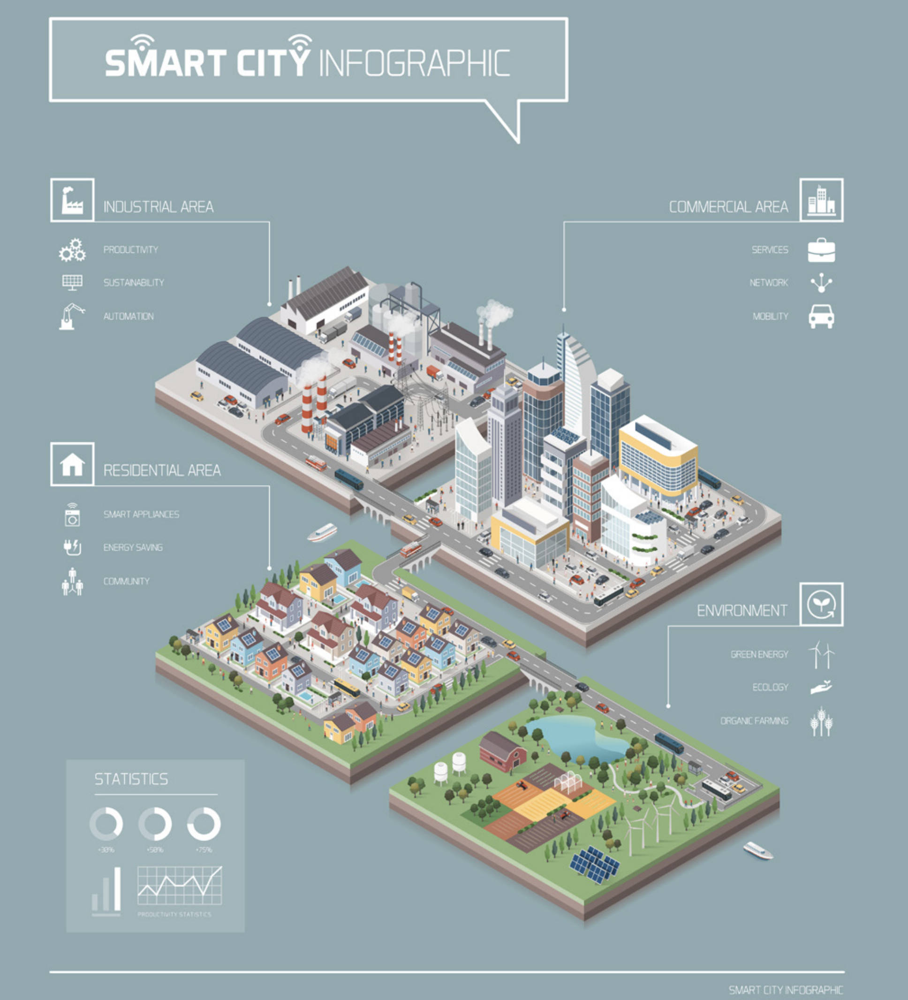 SMART CITY INFOGRAPHIC
INDUSTRIAL AREA
PRODUCTIVITY
SUSTAINABILITY
AUTOMATION
COMMERCIAL AREA
SERVICES
NETWORK
MOBILITY
RESIDENTIAL AREA
SMART APPLIANCES
ENERGY SAVING
COMMUNITY
ENVIRONMENT
GREEN ENERGY
ECOLOGY
ORGANIC FARMING
STATISTICS
+30% +50% +75%
PRODUCTIVITY STATISTICS
SMART CITY INFOGRAPHIC